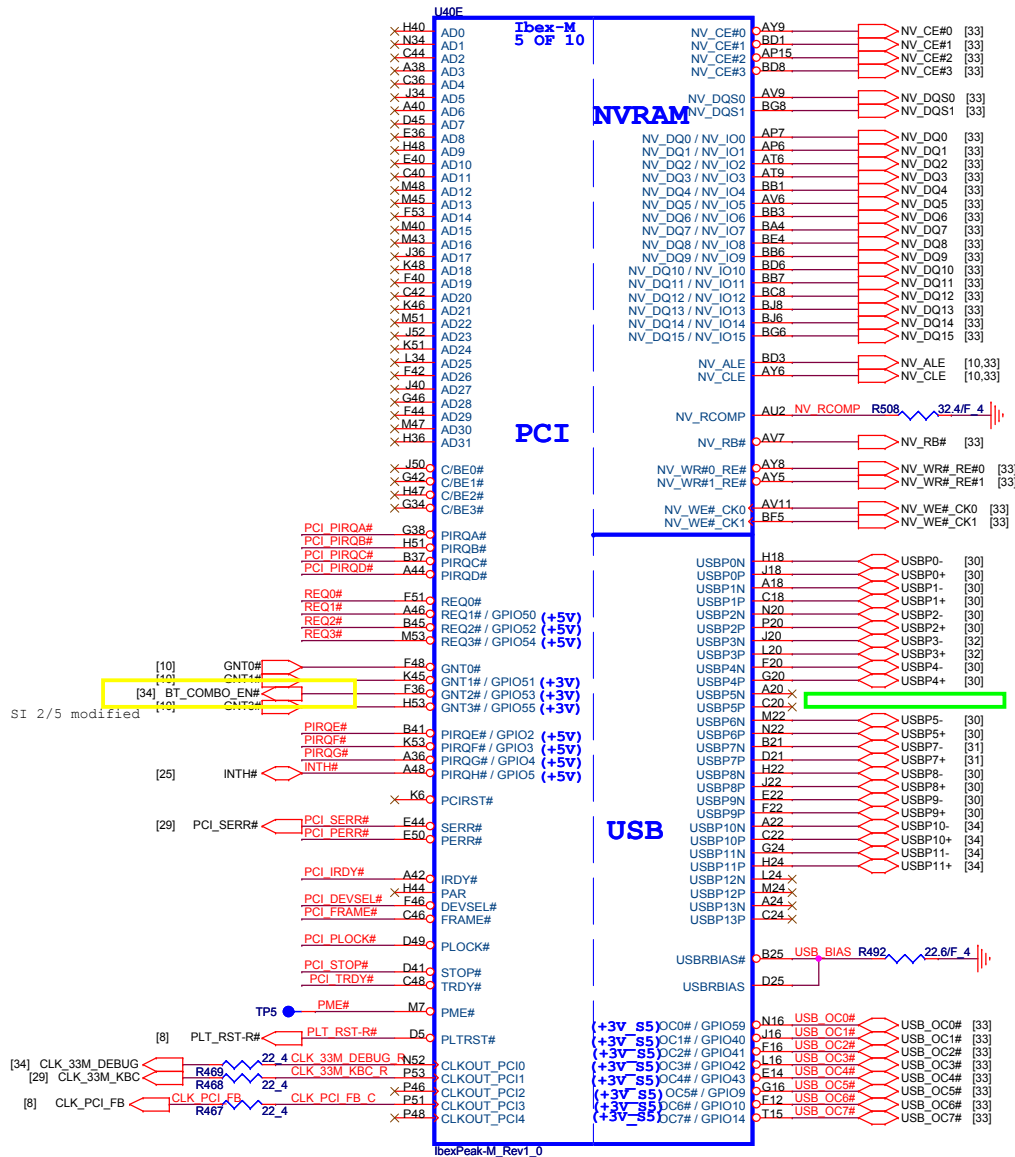 U40E
Ibex-M
5 OF 10
NVRAM
PCI
USB
H40 AD0
N34 AD1
C44 AD2
A38 AD3
C36 AD4
J34 AD5
A40 AD6
D45 AD7
E36 AD8
H48 AD9
E40 AD10
C40 AD11
M48 AD12
M45 AD13
F53 AD14
M40 AD15
M43 AD16
J36 AD17
K48 AD18
F40 AD19
C42 AD20
K46 AD21
M51 AD22
J52 AD23
K51 AD24
L34 AD25
F42 AD26
J40 AD27
G46 AD28
F44 AD29
M47 AD30
H36 AD31
J50 C/BE0#
G42 C/BE1#
H47 C/BE2#
G34 C/BE3#
PCI_PIRQA# G38 PIRQA#
PCI_PIRQB# H51 PIRQB#
PCI_PIRQC# B37 PIRQC#
PCI_PIRQD# A44 PIRQD#
REQ0# F51 REQ0#
REQ1# A46 REQ1# / GPIO50 (+5V)
REQ2# B45 REQ2# / GPIO52 (+5V)
REQ3# M53 REQ3# / GPIO54 (+5V)
[10] GNT0# F48 GNT0#
[10] GNT1# K45 GNT1# / GPIO51 (+3V)
[34] BT_COMBO_EN# F36 GNT2# / GPIO53 (+3V)
[10] GNT3# H53 GNT3# / GPIO55 (+3V)
SI 2/5 modified
PIRQE# B41 PIRQE# / GPIO2 (+5V)
PIRQF# K53 PIRQF# / GPIO3 (+5V)
PIRQG# A36 PIRQG# / GPIO4 (+5V)
[25] INTH# INTH# A48 PIRQH# / GPIO5 (+5V)
K6 PCIRST#
[29] PCI_SERR# PCI_SERR# E44 SERR#
PCI_PERR# E50 PERR#
PCI_IRDY# A42 IRDY#
H44 PAR
PCI_DEVSEL# F46 DEVSEL#
PCI_FRAME# C46 FRAME#
PCI_PLOCK# D49 PLOCK#
PCI_STOP# D41 STOP#
PCI_TRDY# C48 TRDY#
TP5 PME# M7 PME#
[8] PLT_RST-R# PLT_RST-R# D5 PLTRST#
[34] CLK_33M_DEBUG R469 22_4 CLK_33M_DEBUG_R N52 CLKOUT_PCI0
[29] CLK_33M_KBC R468 22_4 CLK_33M_KBC_R P53 CLKOUT_PCI1
P46 CLKOUT_PCI2
[8] CLK_PCI_FB CLK_PCI_FB R467 22_4 CLK_PCI_FB_C P51 CLKOUT_PCI3
P48 CLKOUT_PCI4
NV_CE#0 AY9 NV_CE#0 [33]
NV_CE#1 BD1 NV_CE#1 [33]
NV_CE#2 AP15 NV_CE#2 [33]
NV_CE#3 BD8 NV_CE#3 [33]
NV_DQS0 AV9 NV_DQS0 [33]
NV_DQS1 BG8 NV_DQS1 [33]
NV_DQ0 / NV_IO0 AP7 NV_DQ0 [33]
NV_DQ1 / NV_IO1 AP6 NV_DQ1 [33]
NV_DQ2 / NV_IO2 AT6 NV_DQ2 [33]
NV_DQ3 / NV_IO3 AT9 NV_DQ3 [33]
NV_DQ4 / NV_IO4 BB1 NV_DQ4 [33]
NV_DQ5 / NV_IO5 AV6 NV_DQ5 [33]
NV_DQ6 / NV_IO6 BB3 NV_DQ6 [33]
NV_DQ7 / NV_IO7 BA4 NV_DQ7 [33]
NV_DQ8 / NV_IO8 BE4 NV_DQ8 [33]
NV_DQ9 / NV_IO9 BB6 NV_DQ9 [33]
NV_DQ10 / NV_IO10 BD6 NV_DQ10 [33]
NV_DQ11 / NV_IO11 BB7 NV_DQ11 [33]
NV_DQ12 / NV_IO12 BC8 NV_DQ12 [33]
NV_DQ13 / NV_IO13 BJ8 NV_DQ13 [33]
NV_DQ14 / NV_IO14 BJ6 NV_DQ14 [33]
NV_DQ15 / NV_IO15 BG6 NV_DQ15 [33]
NV_ALE BD3 NV_ALE [10,33]
NV_CLE AY6 NV_CLE [10,33]
NV_RCOMP AU2 NV_RCOMP R508 32.4/F_4
NV_RB# AV7 NV_RB# [33]
NV_WR#0_RE# AY8 NV_WR#_RE#0 [33]
NV_WR#1_RE# AY5 NV_WR#_RE#1 [33]
NV_WE#_CK0 AV11 NV_WE#_CK0 [33]
NV_WE#_CK1 BF5 NV_WE#_CK1 [33]
USBP0N H18 USBP0- [30]
USBP0P J18 USBP0+ [30]
USBP1N A18 USBP1- [30]
USBP1P C18 USBP1+ [30]
USBP2N N20 USBP2- [30]
USBP2P P20 USBP2+ [30]
USBP3N J20 USBP3- [32]
USBP3P L20 USBP3+ [32]
USBP4N F20 USBP4- [30]
USBP4P G20 USBP4+ [30]
USBP5N A20
USBP5P C20
USBP6N M22 USBP5- [30]
USBP6P N22 USBP5+ [30]
USBP7N B21 USBP7- [31]
USBP7P D21 USBP7+ [31]
USBP8N H22 USBP8- [30]
USBP8P J22 USBP8+ [30]
USBP9N E22 USBP9- [30]
USBP9P F22 USBP9+ [30]
USBP10N A22 USBP10- [34]
USBP10P C22 USBP10+ [34]
USBP11N G24 USBP11- [34]
USBP11P H24 USBP11+ [34]
USBP12N L24
USBP12P M24
USBP13N A24
USBP13P C24
USBRBIAS# B25 USB_BIAS R492 22.6/F_4
USBRBIAS D25
(+3V_S5) OC0# / GPIO59 N16 USB_OC0# USB_OC0# [33]
(+3V_S5) OC1# / GPIO40 J16 USB_OC1# USB_OC1# [33]
(+3V_S5) OC2# / GPIO41 F16 USB_OC2# USB_OC2# [33]
(+3V_S5) OC3# / GPIO42 L16 USB_OC3# USB_OC3# [33]
(+3V_S5) OC4# / GPIO43 E14 USB_OC4# USB_OC4# [33]
(+3V_S5) OC5# / GPIO9 G16 USB_OC5# USB_OC5# [33]
(+3V_S5) OC6# / GPIO10 F12 USB_OC6# USB_OC6# [33]
(+3V_S5) OC7# / GPIO14 T15 USB_OC7# USB_OC7# [33]
IbexPeak-M_Rev1_0